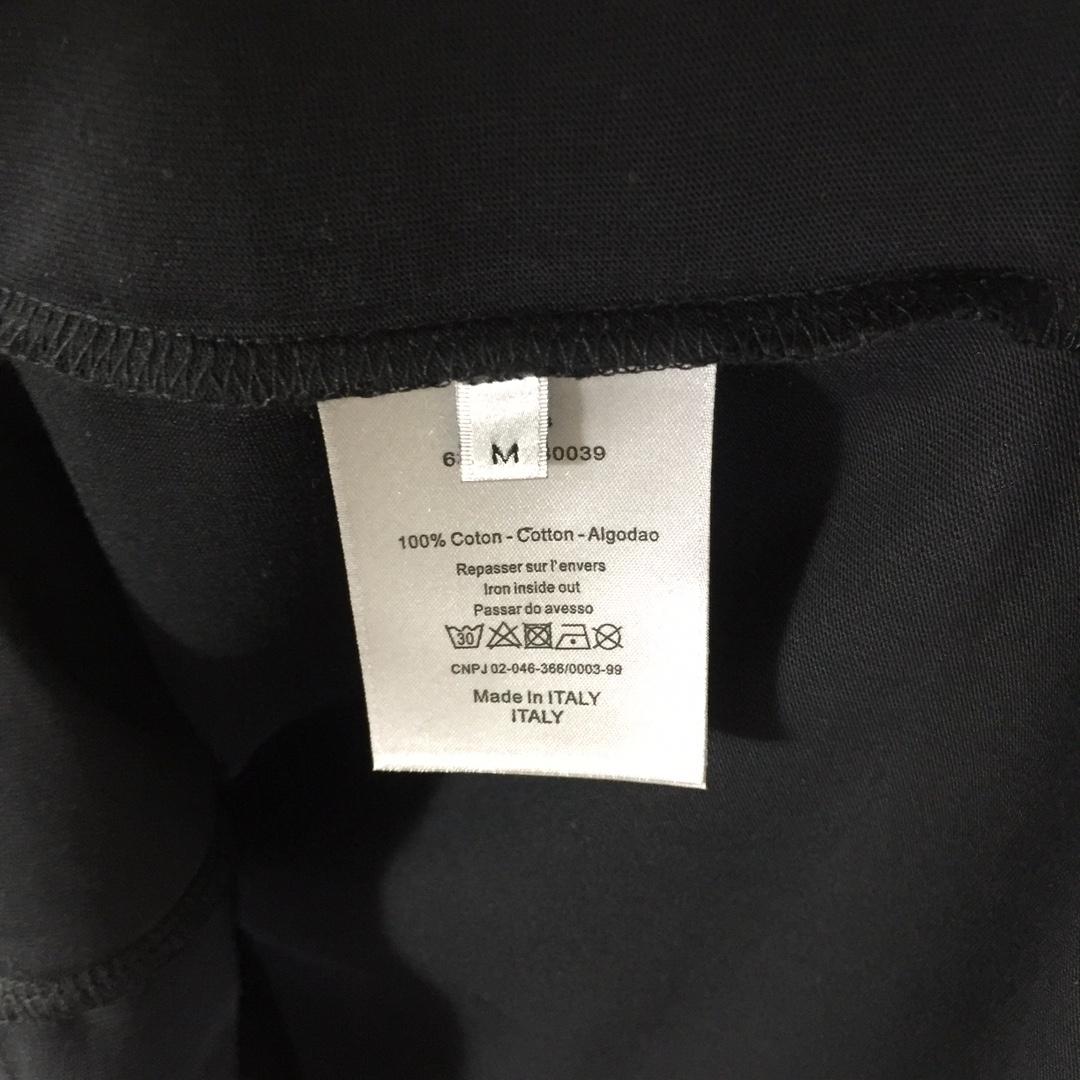 M
0039
100% Coton - Cotton - Algodao
Repasser sur l'envers
Iron inside out
Passar do avesso
30
CNPJ 02-046-366/0003-99
Made In ITALY
ITALY